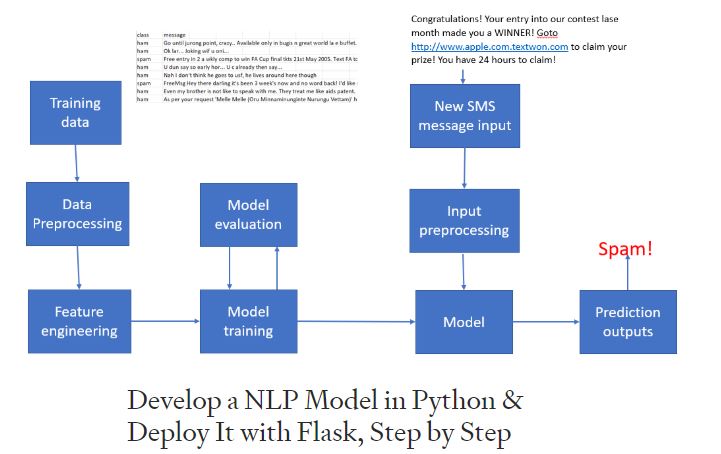 Congratulations! Your entry into our contest last
month made you a WINNER! Goto
http://www.apple.com.textwon.com to claim your
prize! You have 24 hours to claim!
class message
ham Go until jurong point, crazy.. Available only in bugis n great world la e buffet.
ham Ok lar... Joking wif u oni...
spam Free entry in 2 a wkly comp to win FA Cup final tkts 21st May 2005. Text FA tc
ham U dun say so early hor... U c already then say...
ham Nah I don't think he goes to usf, he lives around here though
spam FreeMsg Hey there darling it's been 3 week's now and no word back! I'd like
ham Even my brother is not like to speak with me. They treat me like aids patent.
ham As per your request 'Melle Melle (Oru Minnaminunginte Nurungu Vettam)' h
Training
data
New SMS
message input
Data
Preprocessing
Model
evaluation
Input
preprocessing
Spam!
Feature
engineering
Model
training
Model
Prediction
outputs
Develop a NLP Model in Python &
Deploy It with Flask, Step by Step